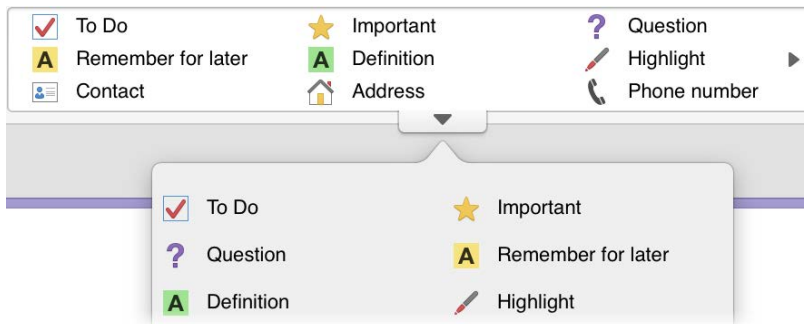 To Do Important Question
A Remember for later A Definition Highlight
Contact Address Phone number
To Do Important
? Question A Remember for later
A Definition Highlight